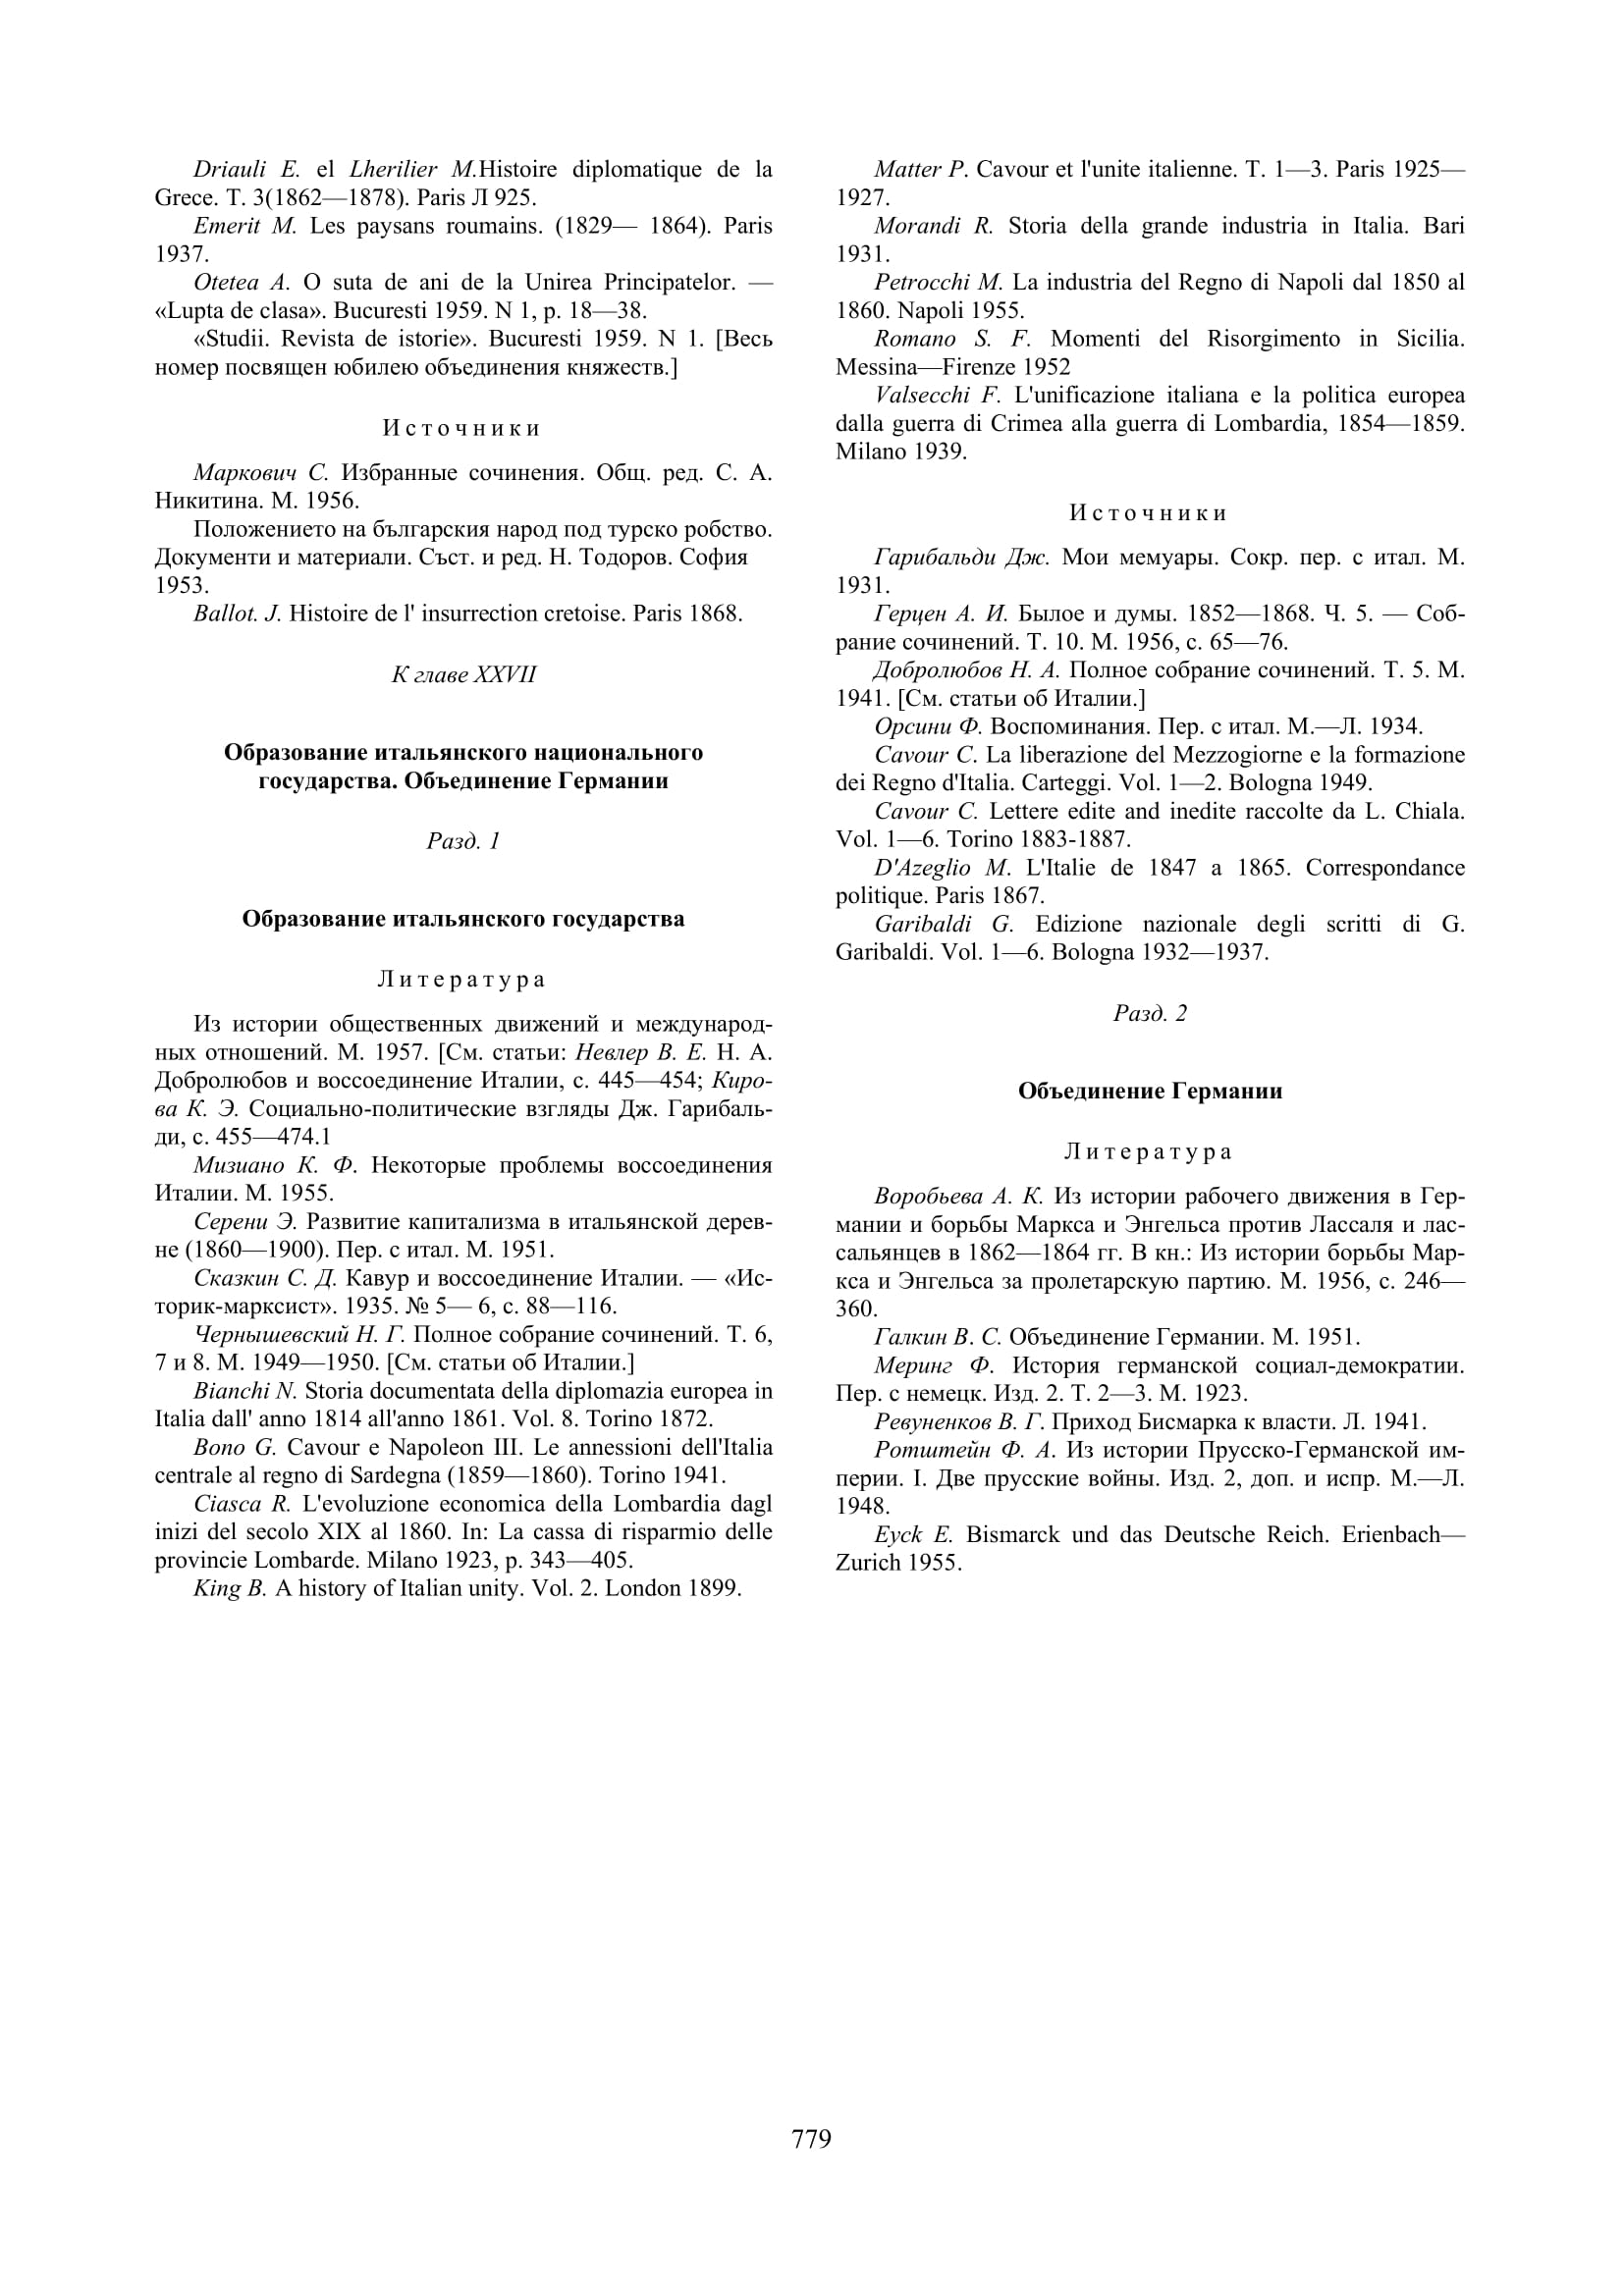 Driauli E. el Lherilier M.Histoire diplomatique de la
Grece. T. 3(1862—1878). Paris Л 925.
Emerit M. Les paysans roumains. (1829— 1864). Paris
1937.
Otetea A. O suta de ani de la Unirea Principatelor. —
«Lupta de clasa». Bucuresti 1959. N 1, p. 18—38.
«Studii. Revista de istorie». Bucuresti 1959. N 1. [Весь
номер посвящен юбилею объединения княжеств.]
Источники
Маркович С. Избранные сочинения. Общ. ред. С. А.
Никитина. М. 1956.
Положението на българския народ под турско робство.
Документи и материали. Съст. и ред. Н. Тодоров. София
1953.
Ballot. J. Histoire de l' insurrection cretoise. Paris 1868.
К главе XXVII
Образование итальянского национального
государства. Объединение Германии
Разд. 1
Образование итальянского государства
Литература
Из истории общественных движений и международ-
ных отношений. М. 1957. [См. статьи: Невлер В. Е. Н. А.
Добролюбов и воссоединение Италии, с. 445—454; Киро-
ва К. Э. Социально-политические взгляды Дж. Гарибаль-
ди, с. 455—474.1
Мизиано К. Ф. Некоторые проблемы воссоединения
Италии. М. 1955.
Серени Э. Развитие капитализма в итальянской дерев-
не (1860—1900). Пер. с итал. М. 1951.
Сказкин С. Д. Кавур и воссоединение Италии. — «Ис-
торик-марксист». 1935. № 5— 6, с. 88—116.
Чернышевский Н. Г. Полное собрание сочинений. Т. 6,
7 и 8. М. 1949—1950. [См. статьи об Италии.]
Bianchi N. Storia documentata della diplomazia europea in
Italia dall' anno 1814 all'anno 1861. Vol. 8. Torino 1872.
Bono G. Cavour e Napoleon III. Le annessioni dell'Italia
centrale al regno di Sardegna (1859—1860). Torino 1941.
Ciasca R. L'evoluzione economica della Lombardia dagl
inizi del secolo XIX al 1860. In: La cassa di risparmio delle
provincie Lombarde. Milano 1923, p. 343—405.
King B. A history of Italian unity. Vol. 2. London 1899.
Matter P. Cavour et l'unite italienne. T. 1—3. Paris 1925—
1927.
Morandi R. Storia della grande industria in Italia. Bari
1931.
Petrocchi M. La industria del Regno di Napoli dal 1850 al
1860. Napoli 1955.
Romano S. F. Momenti del Risorgimento in Sicilia.
Messina—Firenze 1952
Valsecchi F. L'unificazione italiana e la politica europea
dalla guerra di Crimea alla guerra di Lombardia, 1854—1859.
Milano 1939.
Источники
Гарибальди Дж. Мои мемуары. Сокр. пер. с итал. М.
1931.
Герцен А. И. Былое и думы. 1852—1868. Ч. 5. — Соб-
рание сочинений. Т. 10. М. 1956, с. 65—76.
Добролюбов Н. А. Полное собрание сочинений. Т. 5. М.
1941. [См. статьи об Италии.]
Орсини Ф. Воспоминания. Пер. с итал. М.—Л. 1934.
Cavour C. La liberazione del Mezzogiorne e la formazione
dei Regno d'Italia. Carteggi. Vol. 1—2. Bologna 1949.
Cavour C. Lettere edite and inedite raccolte da L. Chiala.
Vol. 1—6. Torino 1883-1887.
D'Azeglio M. L'Italie de 1847 a 1865. Correspondance
politique. Paris 1867.
Garibaldi G. Edizione nazionale degli scritti di G.
Garibaldi. Vol. 1—6. Bologna 1932—1937.
Разд. 2
Объединение Германии
Литература
Воробьева А. К. Из истории рабочего движения в Гер-
мании и борьбы Маркса и Энгельса против Лассаля и лас-
сальянцев в 1862—1864 гг. В кн.: Из истории борьбы Мар-
кса и Энгельса за пролетарскую партию. М. 1956, с. 246—
360.
Галкин В. С. Объединение Германии. М. 1951.
Меринг Ф. История германской социал-демократии.
Пер. с немецк. Изд. 2. Т. 2—3. М. 1923.
Ревуненков В. Г. Приход Бисмарка к власти. Л. 1941.
Ротштейн Ф. А. Из истории Прусско-Германской им-
перии. I. Две прусские войны. Изд. 2, доп. и испр. М.—Л.
1948.
Eyck E. Bismarck und das Deutsche Reich. Erienbach—
Zurich 1955.
779